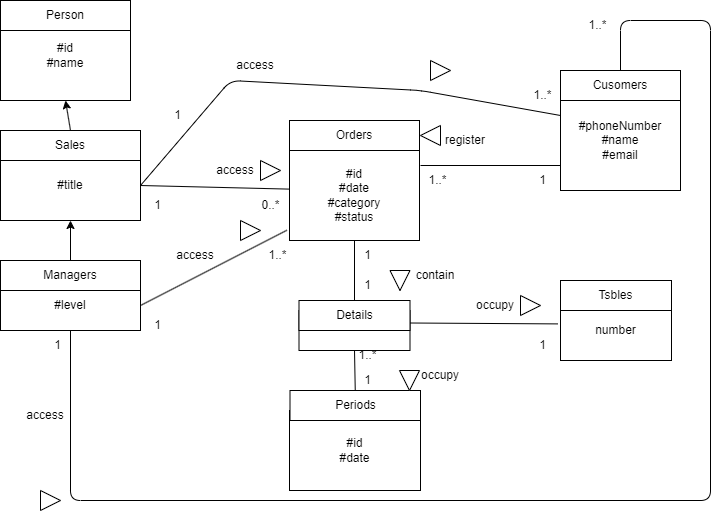 Person
#id
#name
Sales
#title
Managers
#level
access
1
1..*
1..*
Cusomers
#phoneNumber
#name
#email
Orders
#id
#date
#category
#status
register
1..*
1
access
1
0..*
access
1
1..*
1
1
contain
Details
occupy
1
Tsbles
number
1..*
1
occupy
Periods
#id
#date
1
access